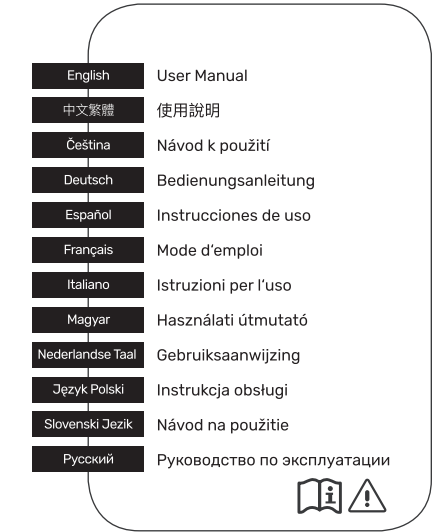 English User Manual
中文繁體 使用說明
Čeština Návod k použití
Deutsch Bedienungsanleitung
Español Instrucciones de uso
Français Mode d‘emploi
Italiano Istruzioni per l‘uso
Magyar Használati útmutató
Nederlandse Taal Gebruiksaanwijzing
Język Polski Instrukcja obsługi
Slovenski Jezik Návod na použitie
Русский Руководство по эксплуатации